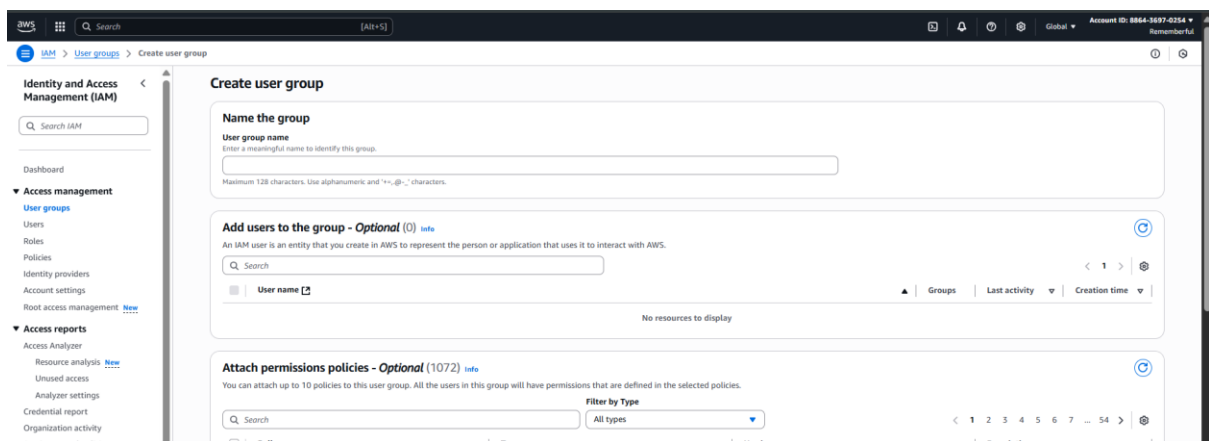 aws
Search [Alt+S] Global Account ID: 8864-3697-0254
Rememberful
IAM > User groups > Create user group
Identity and Access
Management (IAM)
Search IAM
Dashboard
Access management
User groups
Users
Roles
Policies
Identity providers
Account settings
Root access management New
Access reports
Access Analyzer
Resource analysis New
Unused access
Analyzer settings
Credential report
Organization activity
Create user group
Name the group
User group name
Enter a meaningful name to identify this group.
Maximum 128 characters. Use alphanumeric and '+=,.@-_' characters.
Add users to the group - Optional (0) Info
An IAM user is an entity that you create in AWS to represent the person or application that uses it to interact with AWS.
Search
< 1 >
User name Groups Last activity Creation time
No resources to display
Attach permissions policies - Optional (1072) Info
You can attach up to 10 policies to this user group. All the users in this group will have permissions that are defined in the selected policies.
Filter by Type
Search All types < 1 2 3 4 5 6 7 ... 54 >